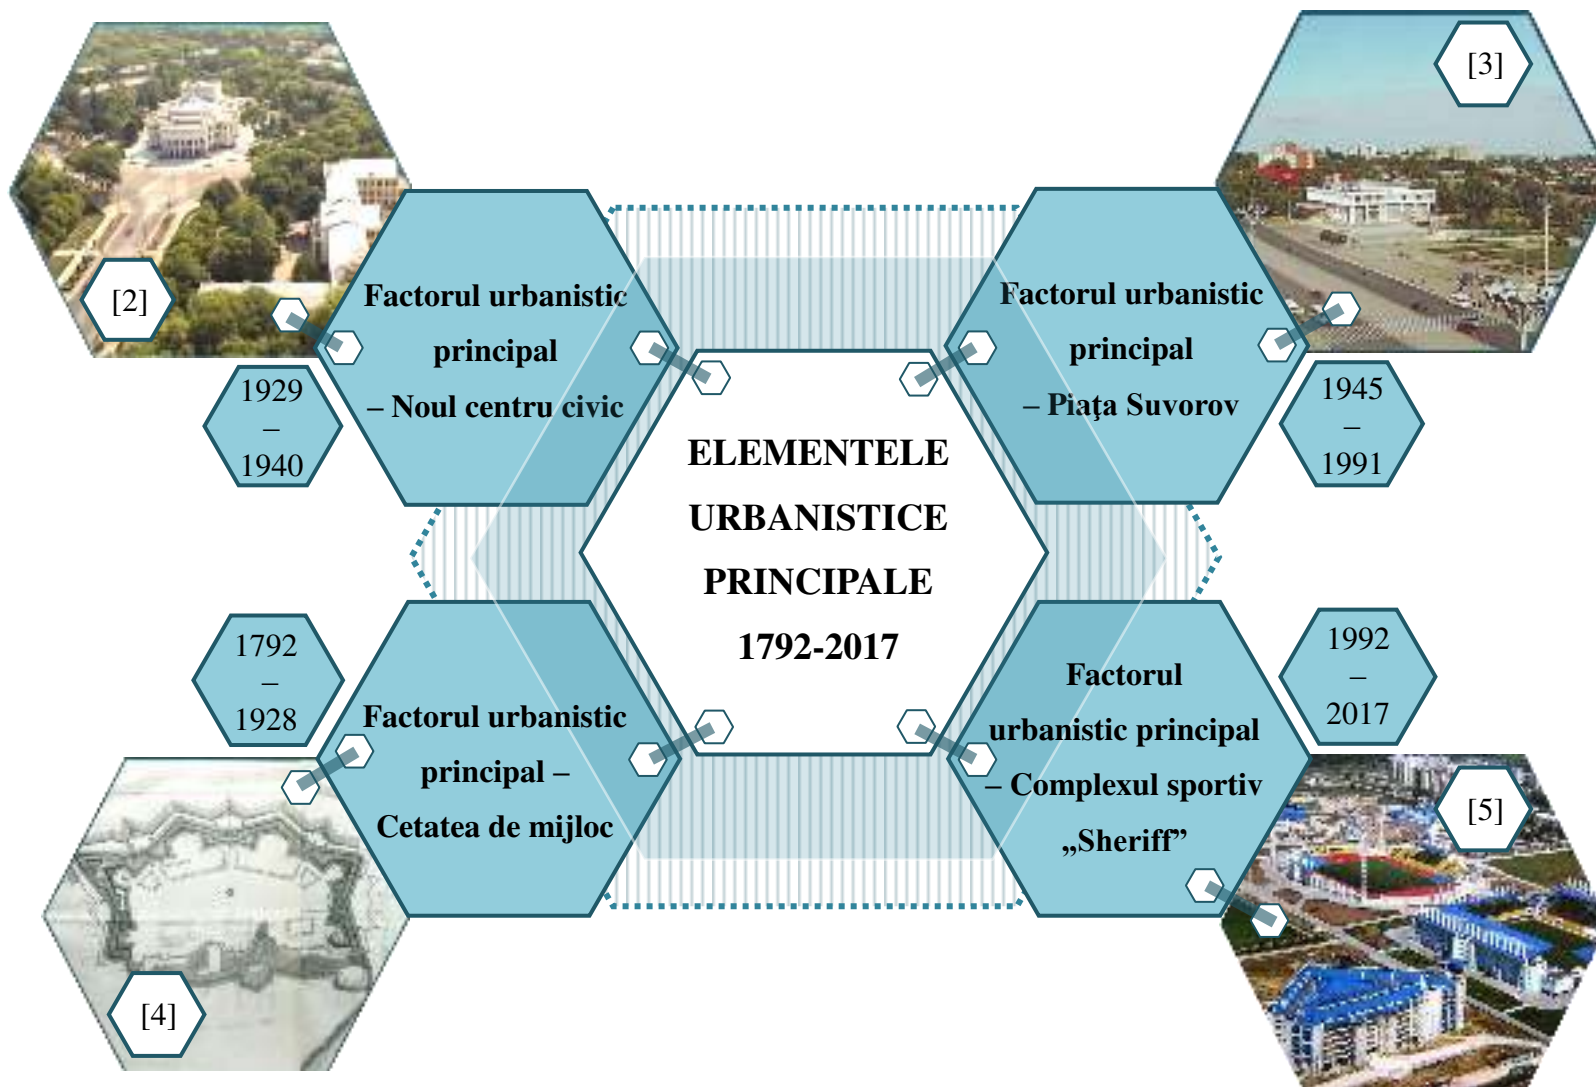 [2]
Factorul urbanistic
principal
– Noul centru civic
1929
–
1940
[3]
Factorul urbanistic
principal
– Piaţa Suvorov
1945
–
1991
ELEMENTELE
URBANISTICE
PRINCIPALE
1792-2017
1792
–
1928
Factorul urbanistic
principal –
Cetatea de mijloc
[4]
1992
–
2017
Factorul
urbanistic principal
– Complexul sportiv
„Sheriff”
[5]